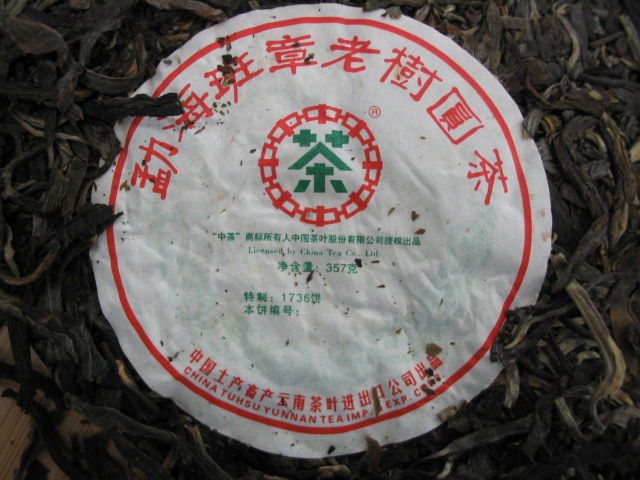 勐海班章老樹圓茶
®
茶
"中茶"商标所有人中国茶叶股份有限公司授权出品
Licensed by China Tea Co., Ltd.
净含量: 357克
特制: 1736饼
本饼编号:
中国土产畜产云南茶叶进出口公司出品
CHINA TUHSU YUNNAN TEA IMP. & EXP. CORP.